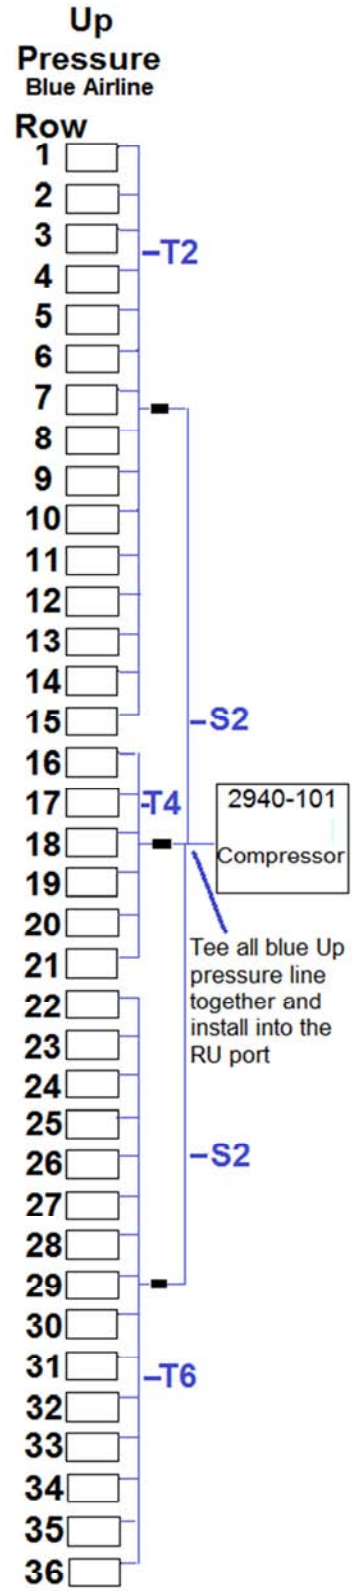 Up
Pressure
Blue Airline
Row
1
2
3
–T2
4
5
6
7
8
9
10
11
12
13
14
15
–S2
16
17
-T4
2940-101
18
Compressor
19
20
21
Tee all blue Up
pressure line
together and
install into the
RU port
22
23
24
25
26
–S2
27
28
29
30
31
–T6
32
33
34
35
36